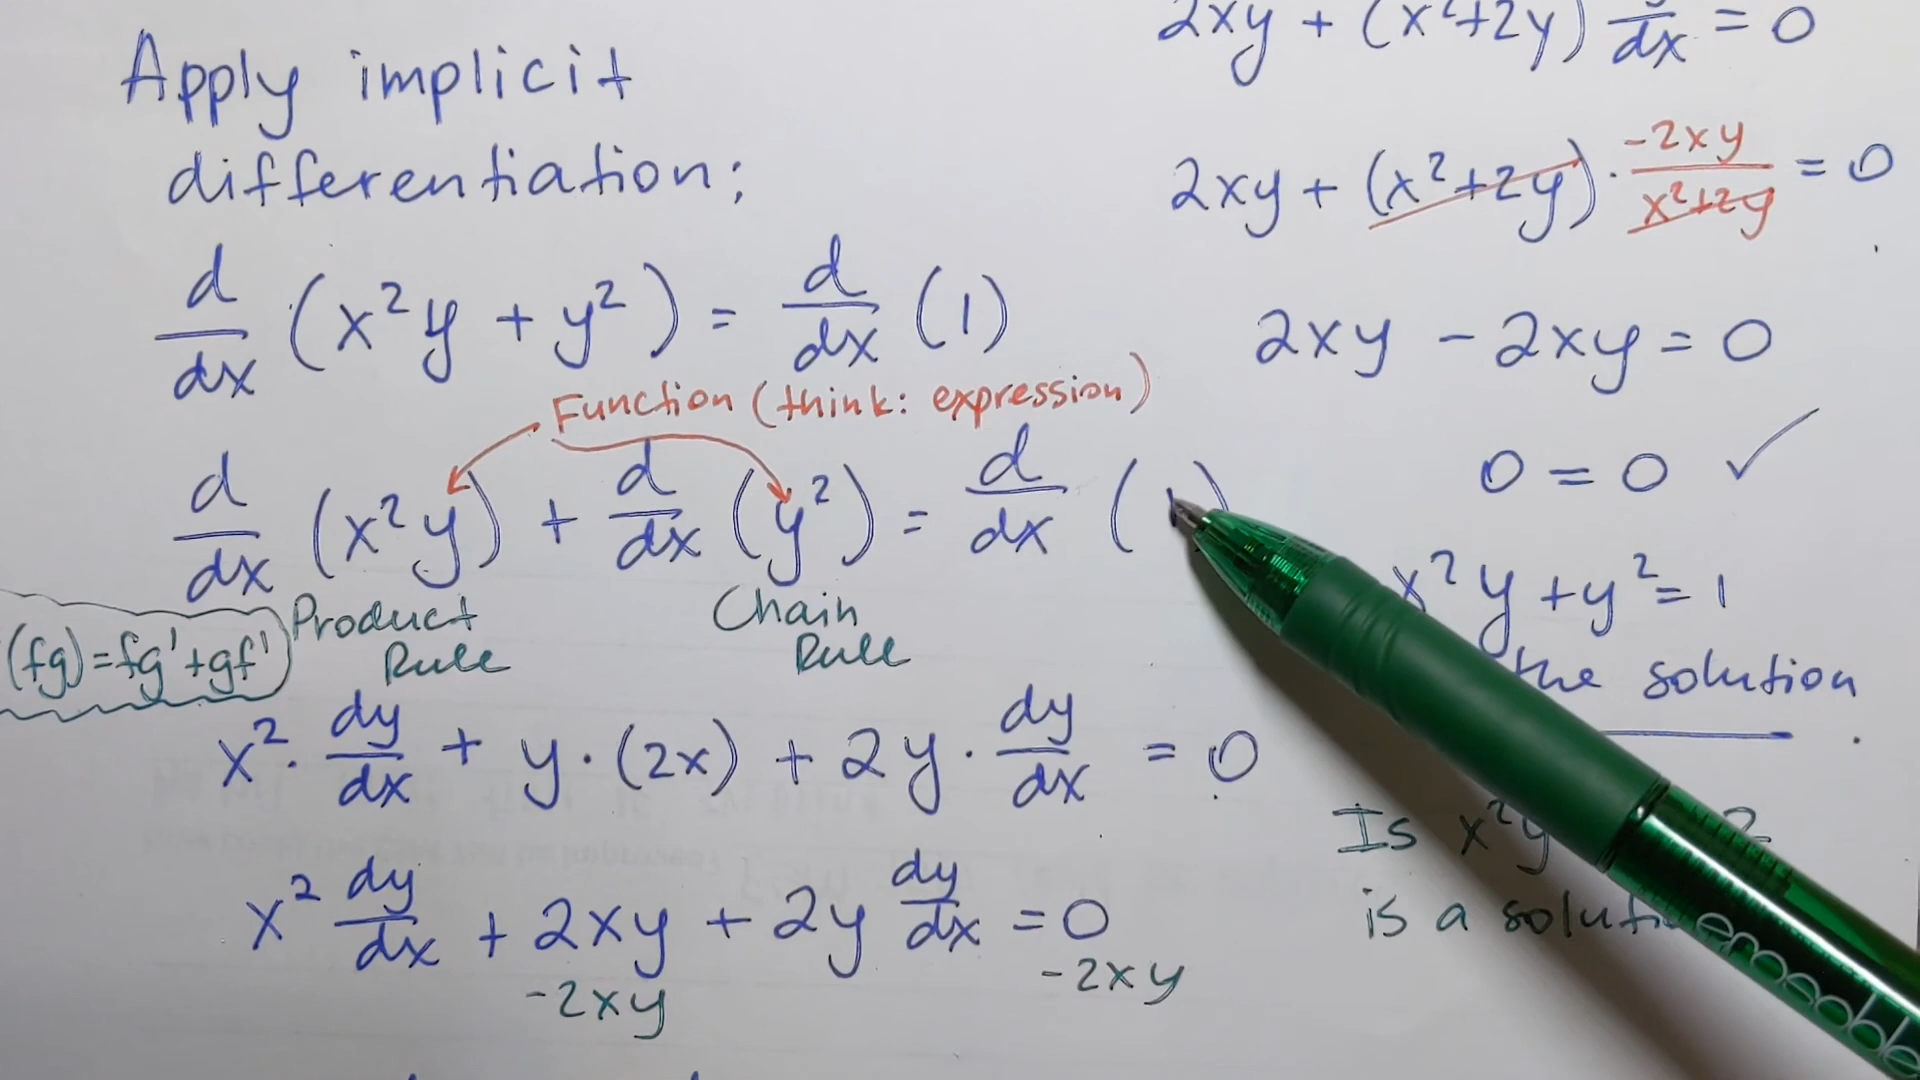 Apply implicit
differentiation:
d/dx (x²y + y²) = d/dx (1)
Function (think: expression)
d/dx (x²y) + d/dx (y²) = d/dx (
Product
Rule
Chain
Rule
(fg)=fg'+gf'
x² · dy/dx + y · (2x) + 2y · dy/dx = 0
x² dy/dx + 2xy + 2y dy/dx = 0
-2xy -2xy
2xy + (x²+2y) dy/dx = 0
2xy + (x²+2y) · -2xy/x²+2y = 0
2xy - 2xy = 0
0 = 0 ✓
x²y + y² = 1
the solution
Is x²y
is a
erasable